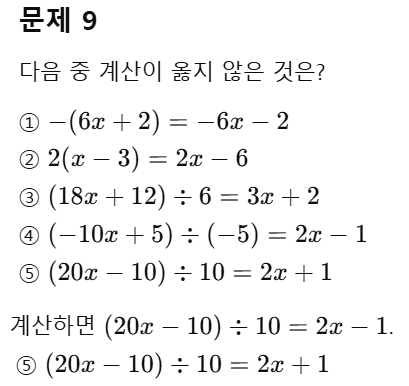 문제 9
다음 중 계산이 옳지 않은 것은?
① −(6x + 2) = −6x − 2
② 2(x − 3) = 2x − 6
③ (18x + 12) ÷ 6 = 3x + 2
④ (−10x + 5) ÷ (−5) = 2x − 1
⑤ (20x − 10) ÷ 10 = 2x + 1
계산하면 (20x − 10) ÷ 10 = 2x − 1.
⑤ (20x − 10) ÷ 10 = 2x + 1